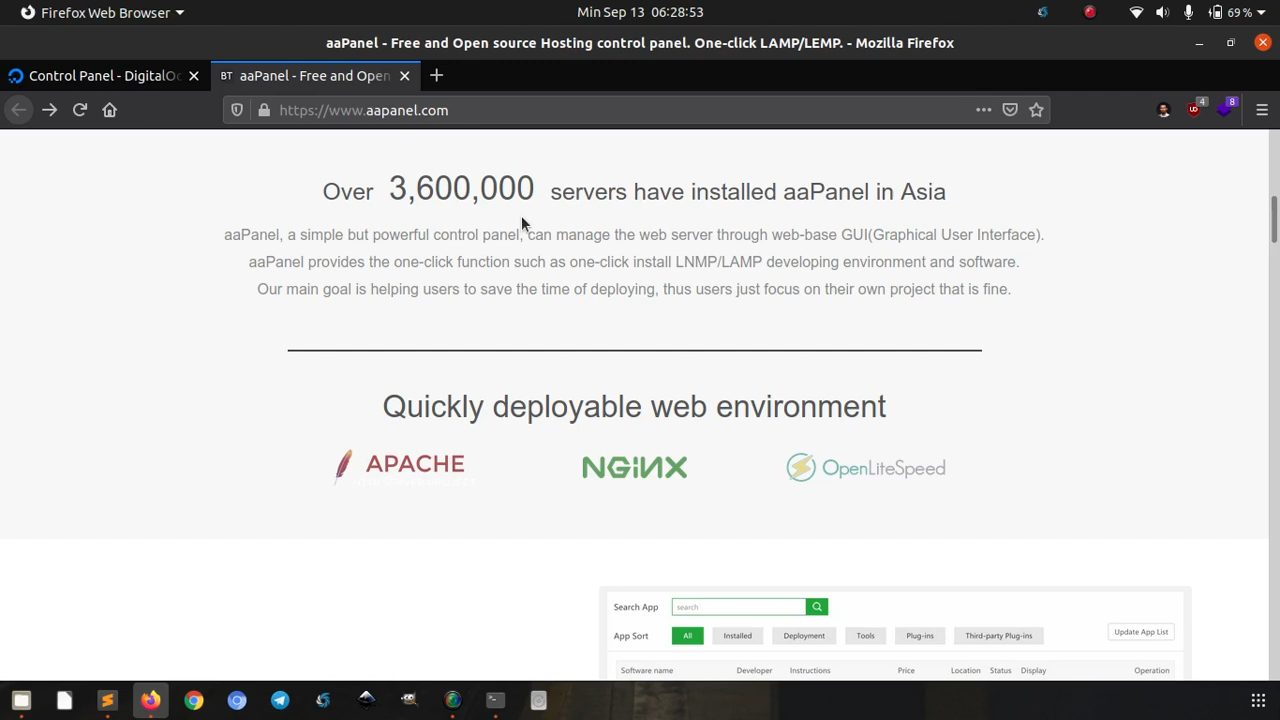 Firefox Web Browser
Min Sep 13 06:28:53
69 %
aaPanel - Free and Open source Hosting control panel. One-click LAMP/LEMP. - Mozilla Firefox
Control Panel - DigitalOc
BT aaPanel - Free and Open
https://www.aapanel.com
UO 4
8
Over 3,600,000 servers have installed aaPanel in Asia
aaPanel, a simple but powerful control panel, can manage the web server through web-base GUI(Graphical User Interface).
aaPanel provides the one-click function such as one-click install LNMP/LAMP developing environment and software.
Our main goal is helping users to save the time of deploying, thus users just focus on their own project that is fine.
Quickly deployable web environment
APACHE
NGINX
OpenLiteSpeed
Search App search
App Sort All Installed Deployment Tools Plug-ins Third-party Plug-ins Update App List
Software name Developer Instructions Price Location Status Display Operation